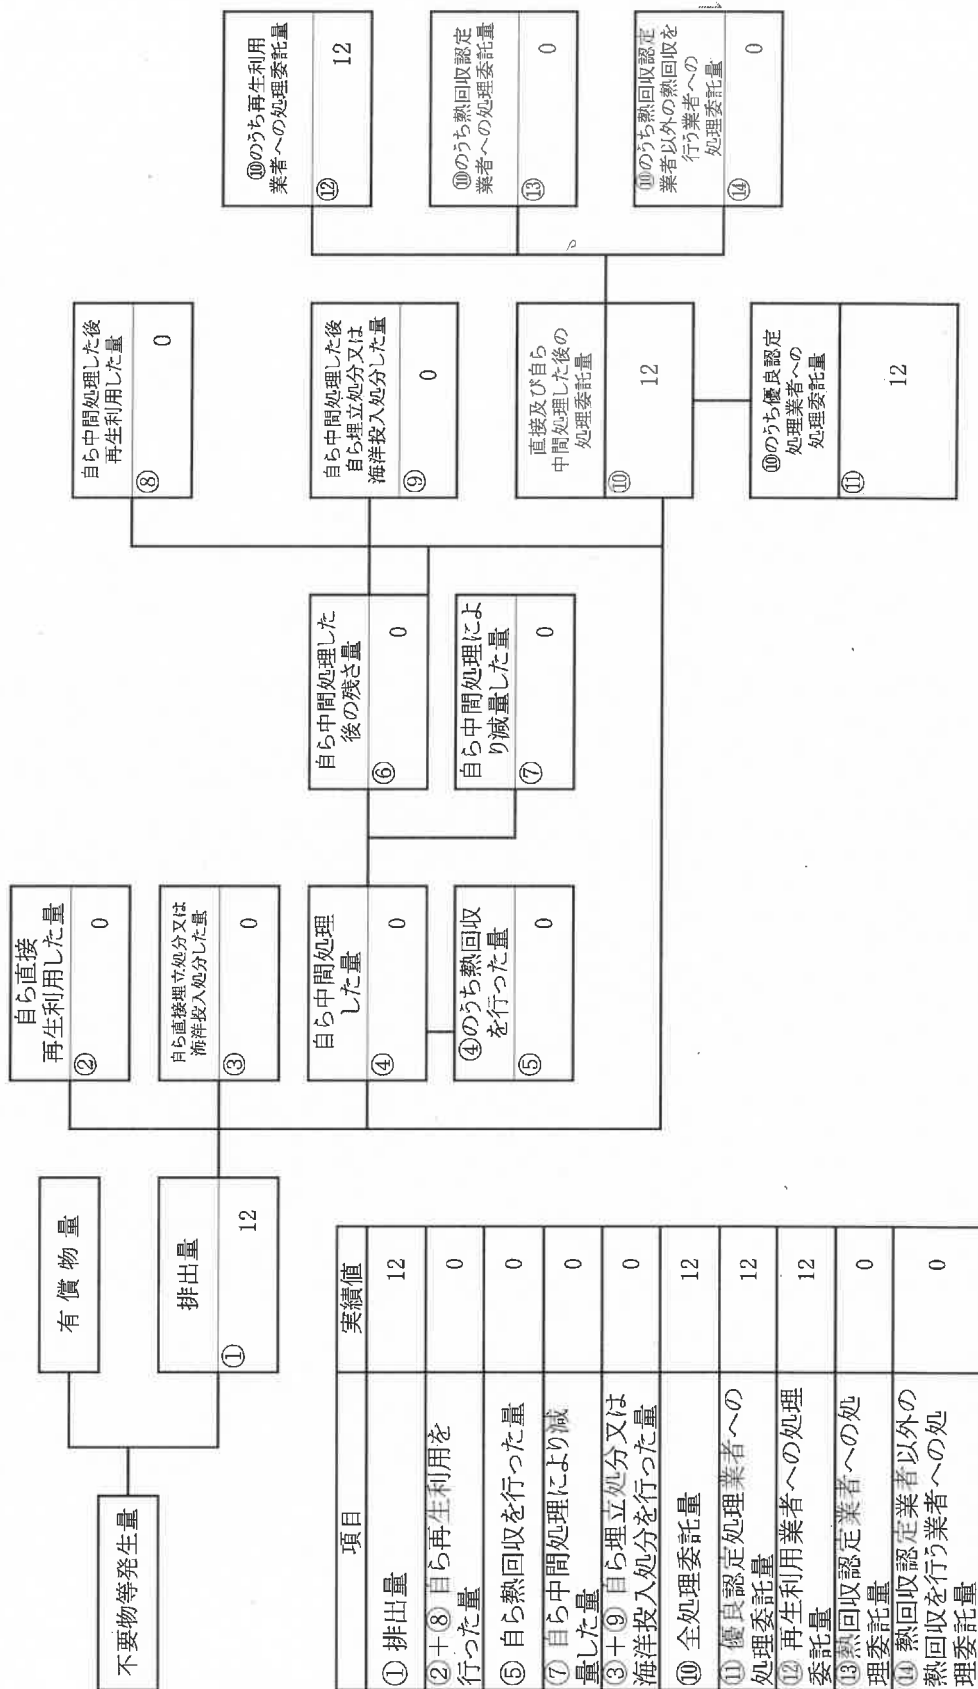 不要物等発生量
有償物量
排出量
①
12
自ら直接
再生利用した量
②
0
自ら直接埋立処分又は
海洋投入処分した量
③
0
自ら中間処理
した量
④
0
④のうち熱回収
を行った量
⑤
0
自ら中間処理した
後の残さ量
⑥
0
自ら中間処理によ
り減量した量
⑦
0
自ら中間処理した後
再生利用した量
⑧
0
自ら中間処理した後
自ら埋立処分又は
海洋投入処分した量
⑨
0
直接及び自ら
中間処理した後の
処理委託量
⑩
12
⑩のうち優良認定
処理業者への
処理委託量
⑪
12
⑩のうち再生利用
業者への処理委託量
⑫
12
⑩のうち熱回収認定
業者への処理委託量
⑬
0
⑩のうち熱回収認定
業者以外の熱回収を
行う業者への
処理委託量
⑭
0
項目 実績値
①排出量 12
②+⑧自ら再生利用を
行った量 0
⑤自ら熱回収を行った量 0
⑦自ら中間処理により減
量した量 0
③+⑨自ら埋立処分又は
海洋投入処分を行った量 0
⑩全処理委託量 12
⑪優良認定処理業者への
処理委託量 12
⑫再生利用業者への処理
委託量 12
⑬熱回収認定業者への処
理委託量 0
⑭熱回収認定業者以外の
熱回収を行う業者への処
理委託量 0